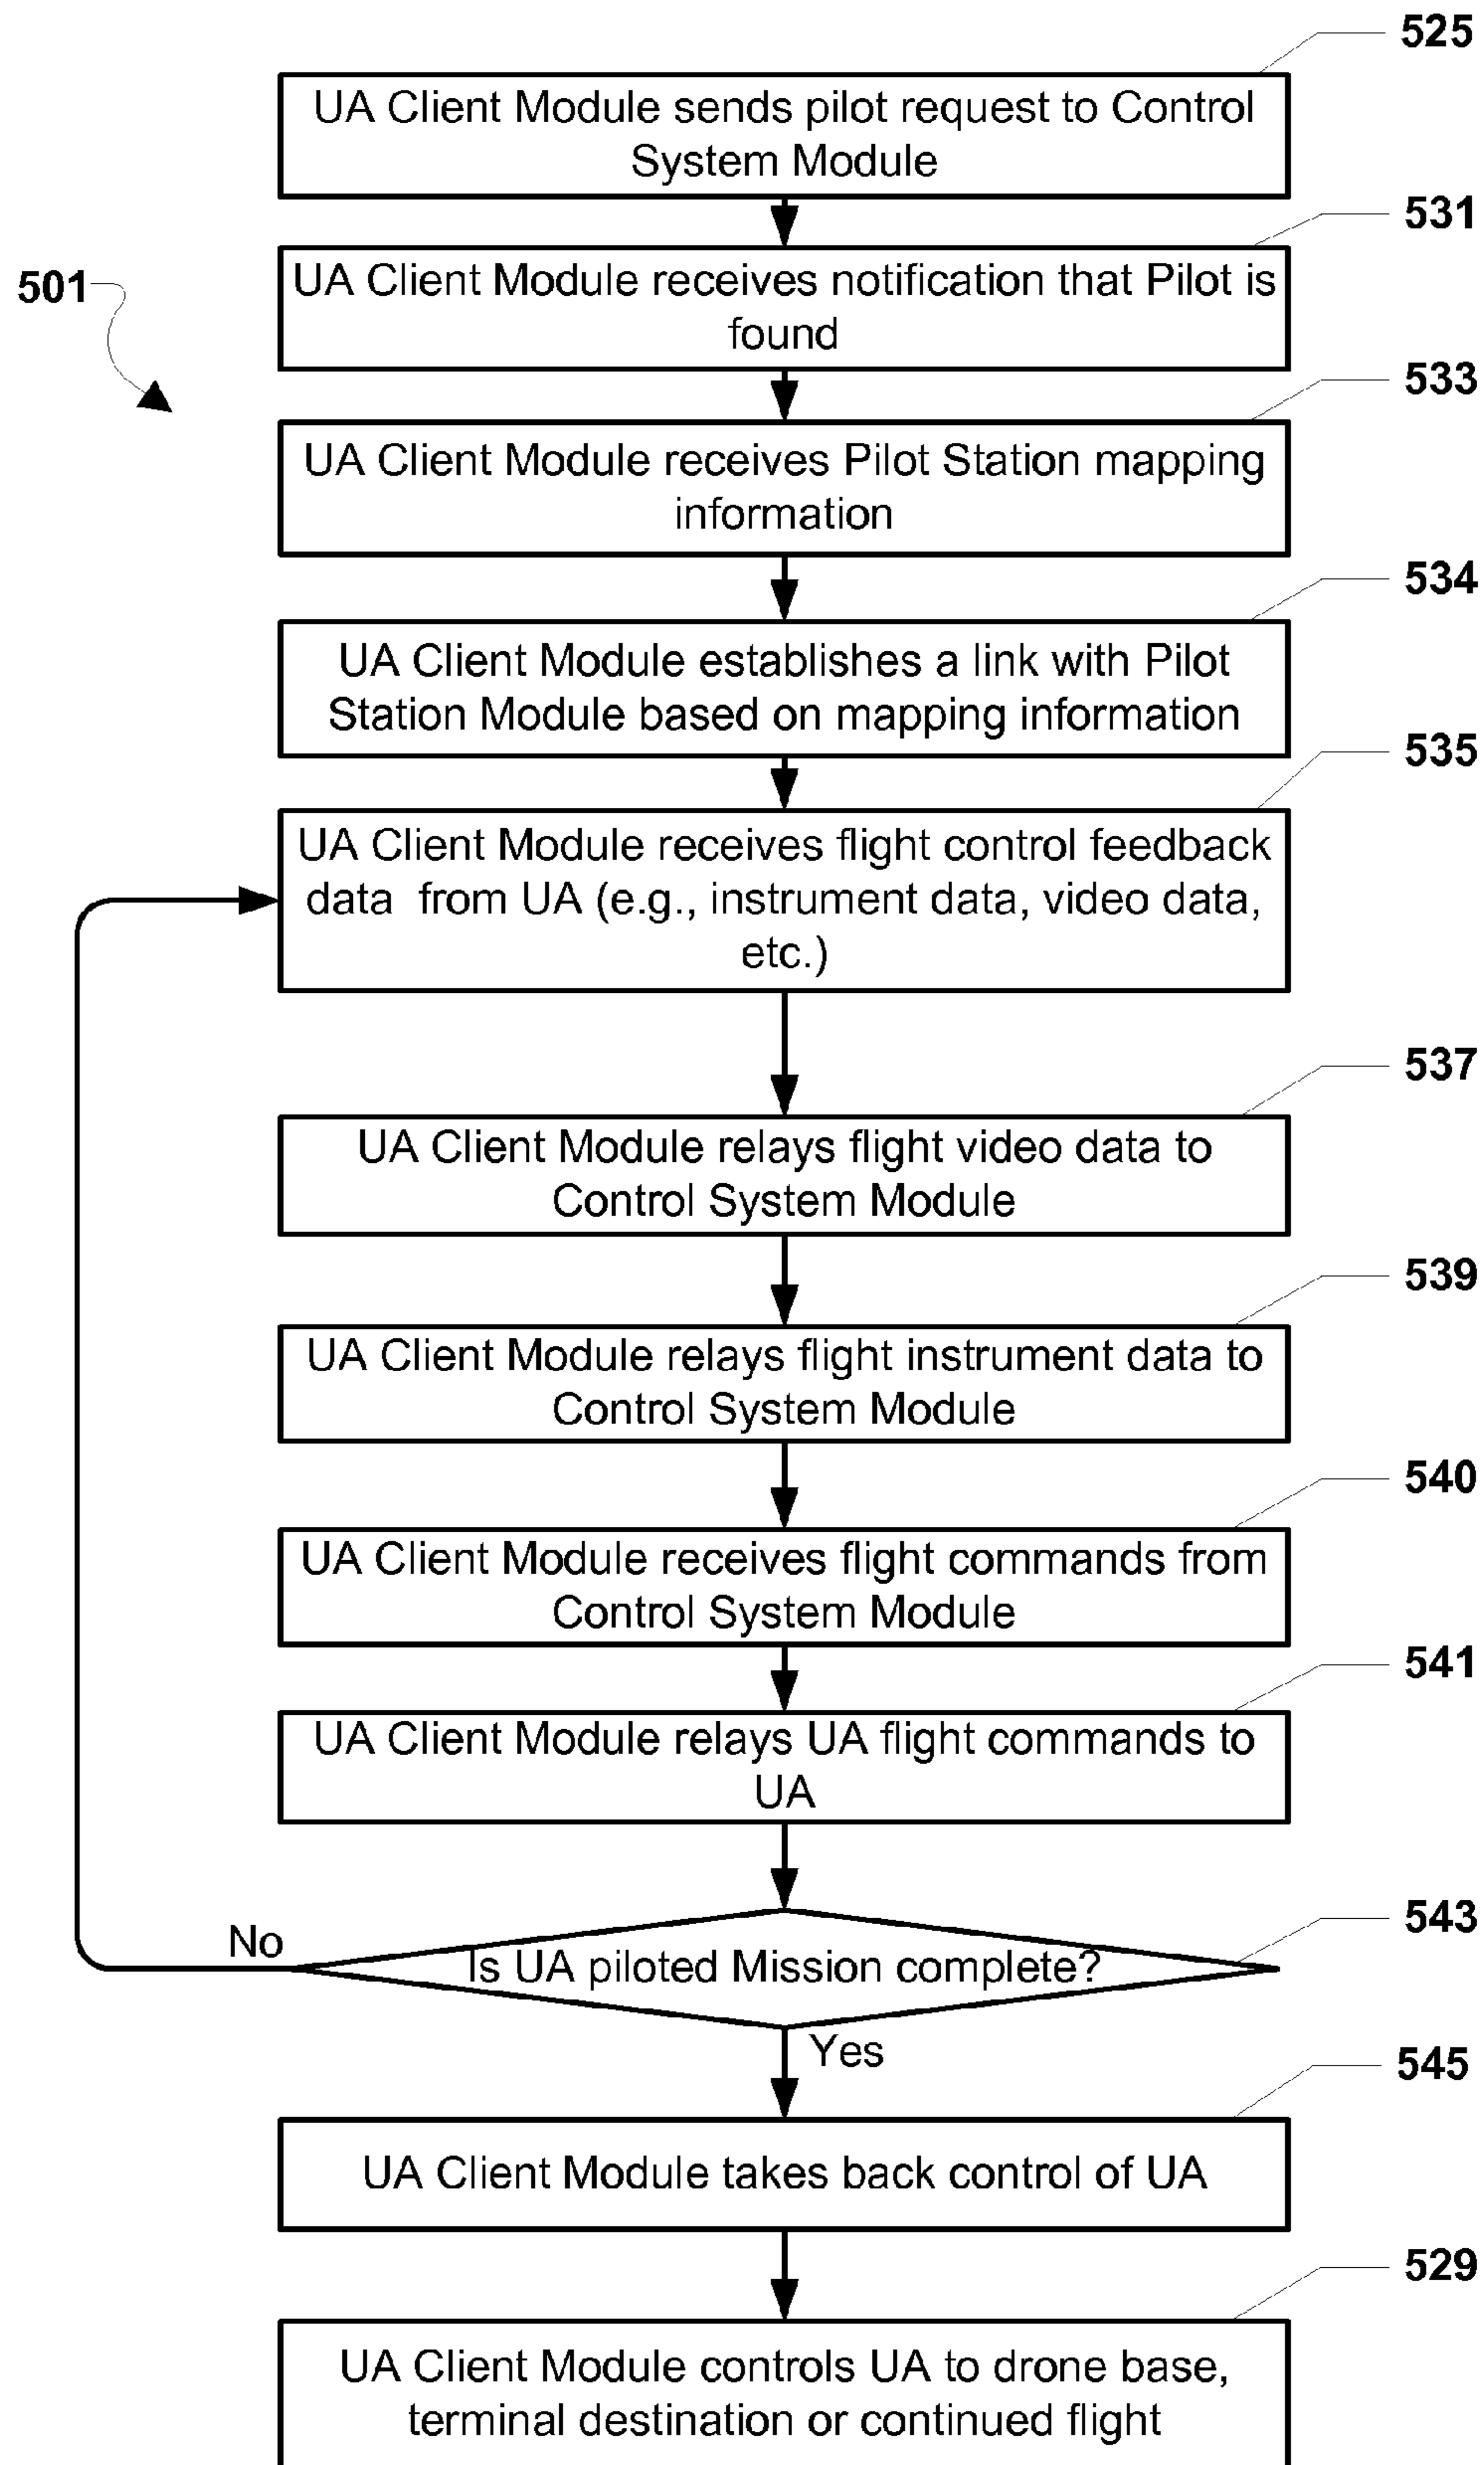 525
UA Client Module sends pilot request to Control
System Module
531
501
UA Client Module receives notification that Pilot is
found
533
UA Client Module receives Pilot Station mapping
information
534
UA Client Module establishes a link with Pilot
Station Module based on mapping information
535
UA Client Module receives flight control feedback
data from UA (e.g., instrument data, video data,
etc.)
537
UA Client Module relays flight video data to
Control System Module
539
UA Client Module relays flight instrument data to
Control System Module
540
UA Client Module receives flight commands from
Control System Module
541
UA Client Module relays UA flight commands to
UA
543
No
Is UA piloted Mission complete?
Yes
545
UA Client Module takes back control of UA
529
UA Client Module controls UA to drone base,
terminal destination or continued flight